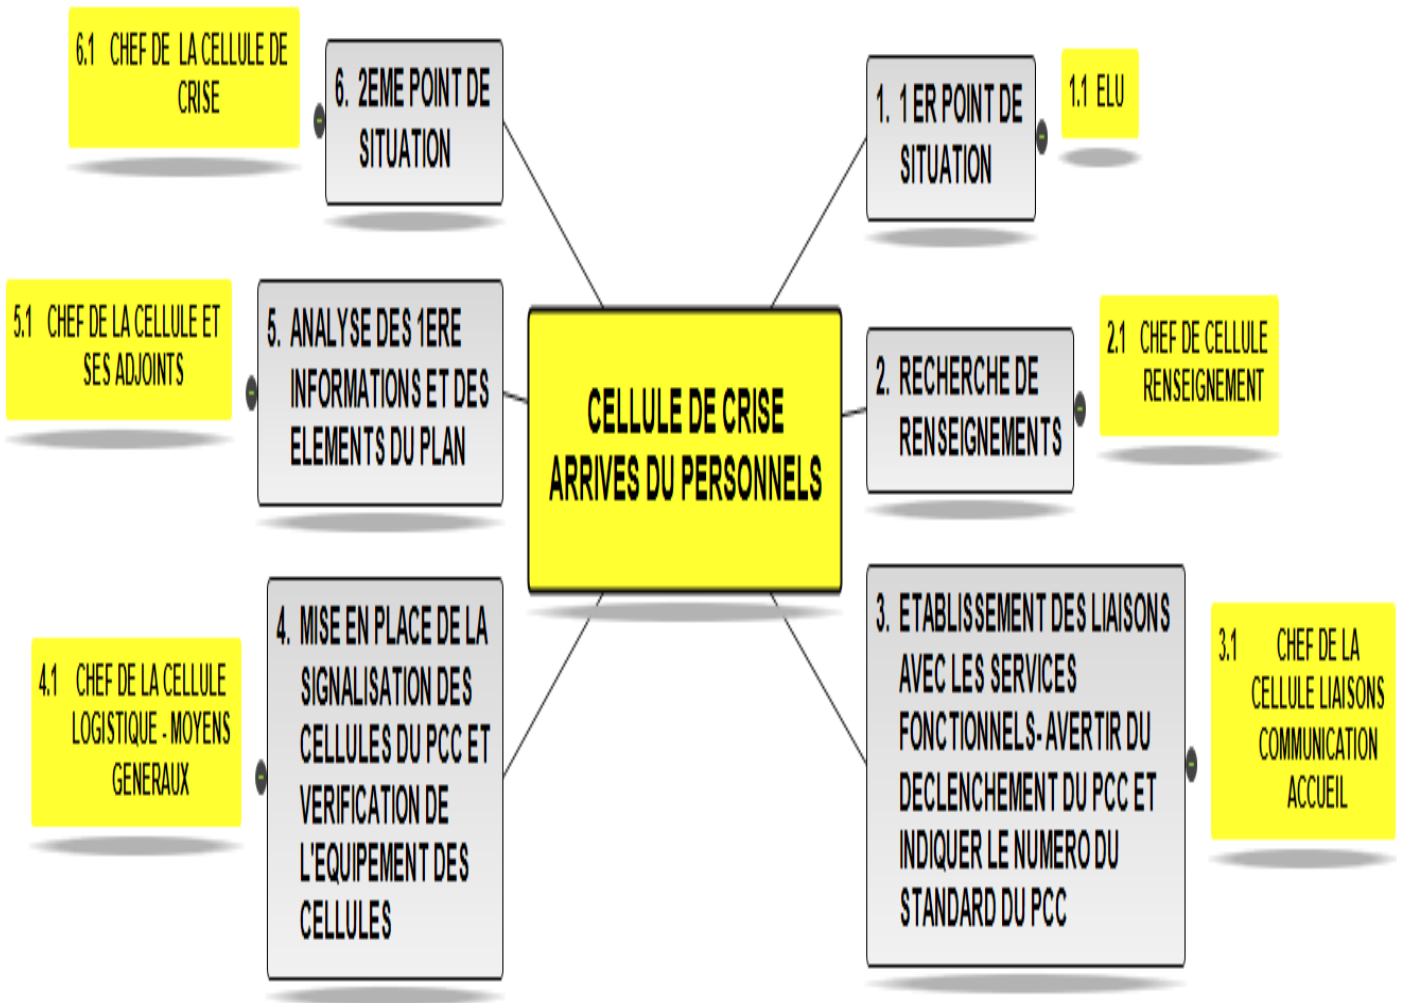 CELLULE DE CRISE
ARRIVES DU PERSONNELS
1. 1 ER POINT DE
SITUATION
1.1 ELU
2. RECHERCHE DE
RENSEIGNEMENTS
2.1 CHEF DE CELLULE
RENSEIGNEMENT
3. ETABLISSEMENT DES LIAISONS
AVEC LES SERVICES
FONCTIONNELS- AVERTIR DU
DECLENCHEMENT DU PCC ET
INDIQUER LE NUMERO DU
STANDARD DU PCC
3.1 CHEF DE LA
CELLULE LIAISONS
COMMUNICATION
ACCUEIL
4. MISE EN PLACE DE LA
SIGNALISATION DES
CELLULES DU PCC ET
VERIFICATION DE
L'EQUIPEMENT DES
CELLULES
4.1 CHEF DE LA CELLULE
LOGISTIQUE - MOYENS
GENERAUX
5. ANALYSE DES 1ERE
INFORMATIONS ET DES
ELEMENTS DU PLAN
5.1 CHEF DE LA CELLULE ET
SES ADJOINTS
6. 2EME POINT DE
SITUATION
6.1 CHEF DE LA CELLULE DE
CRISE